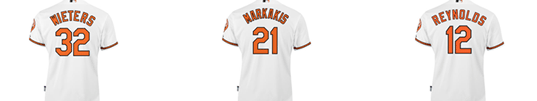 WIETERS
32
MARKAKIS
21
REYNOLDS
12